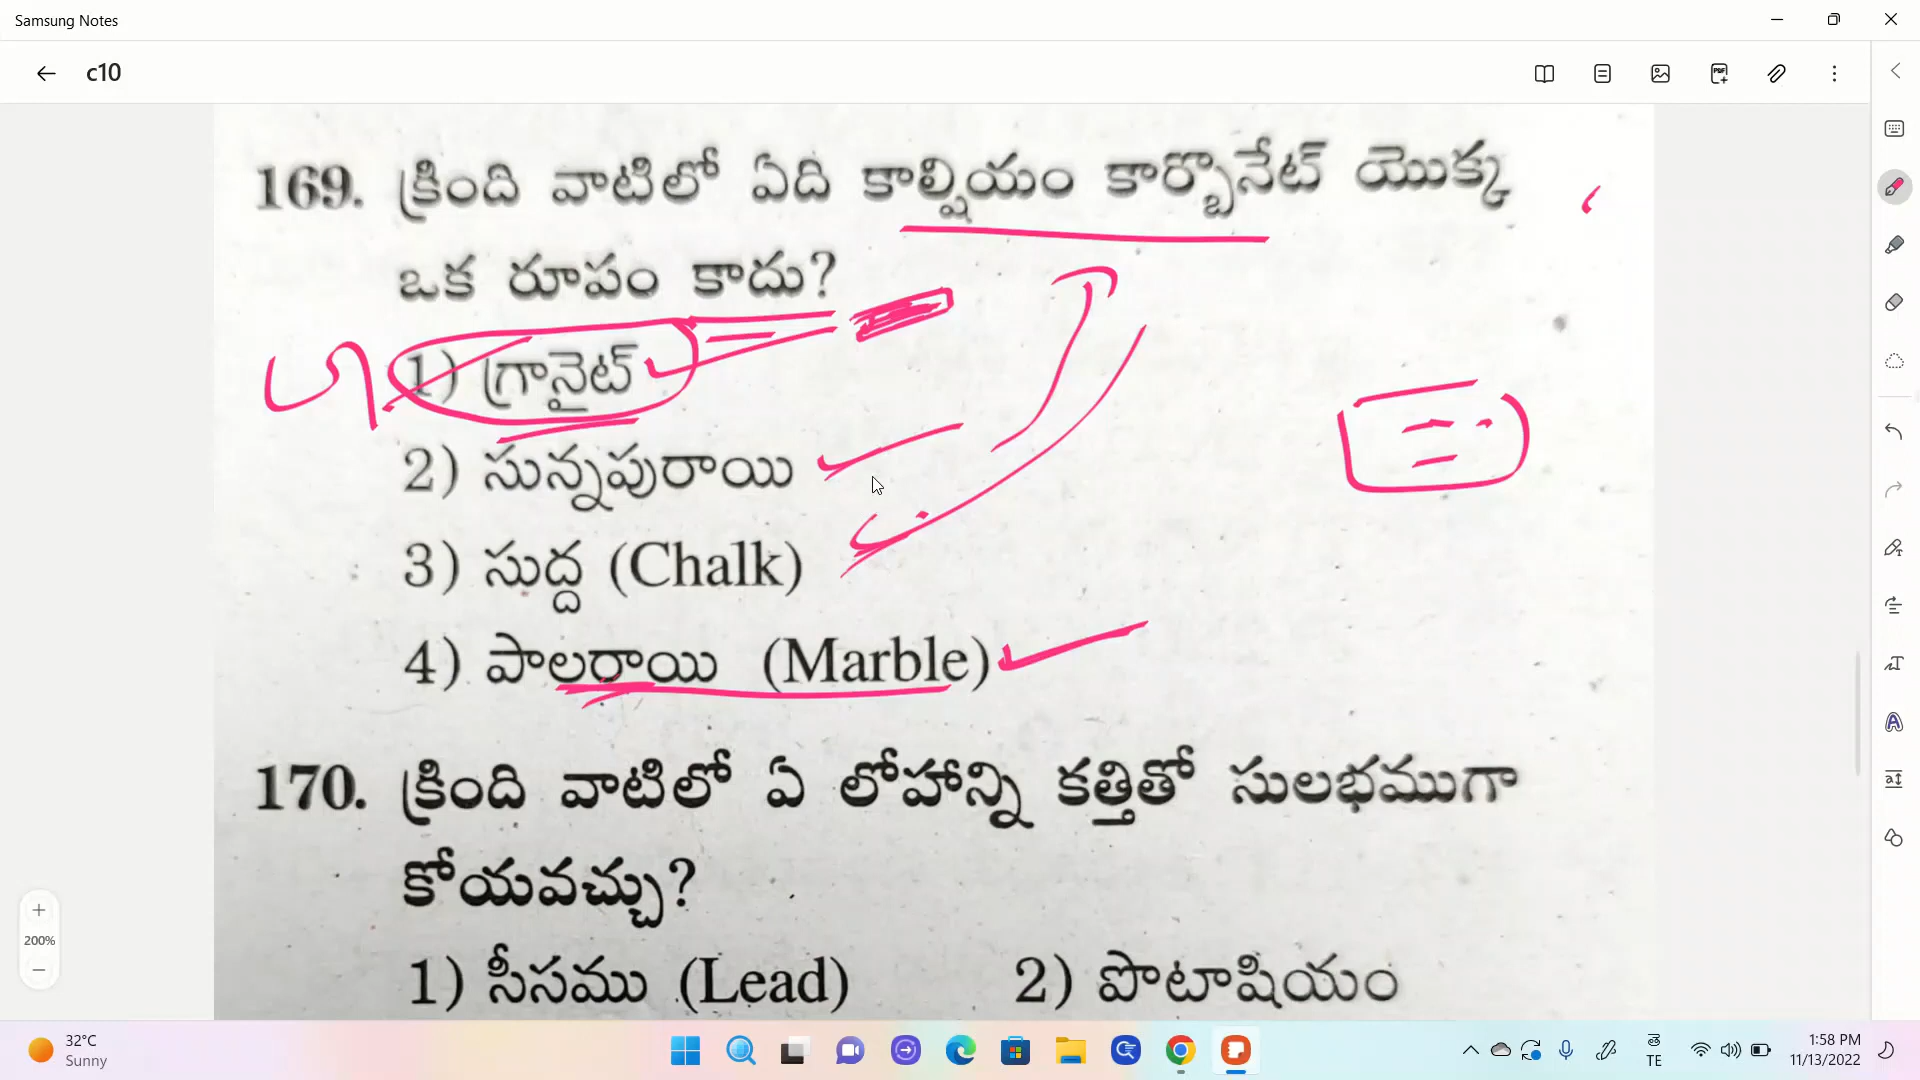 Samsung Notes
c10
169. క్రింది వాటిలో ఏది కాల్షియం కార్బొనేట్ యొక్క
ఒక రూపం కాదు?
1) గ్రానైట్
2) సున్నపురాయి
3) సుద్ద (Chalk)
4) పాలరాయి (Marble)
170. క్రింది వాటిలో ఏ లోహాన్ని కత్తితో సులభముగా
కోయవచ్చు?
1) సీసము (Lead) 2) పొటాషియం
200%
32°C
Sunny
తె
TE
1:58 PM
11/13/2022